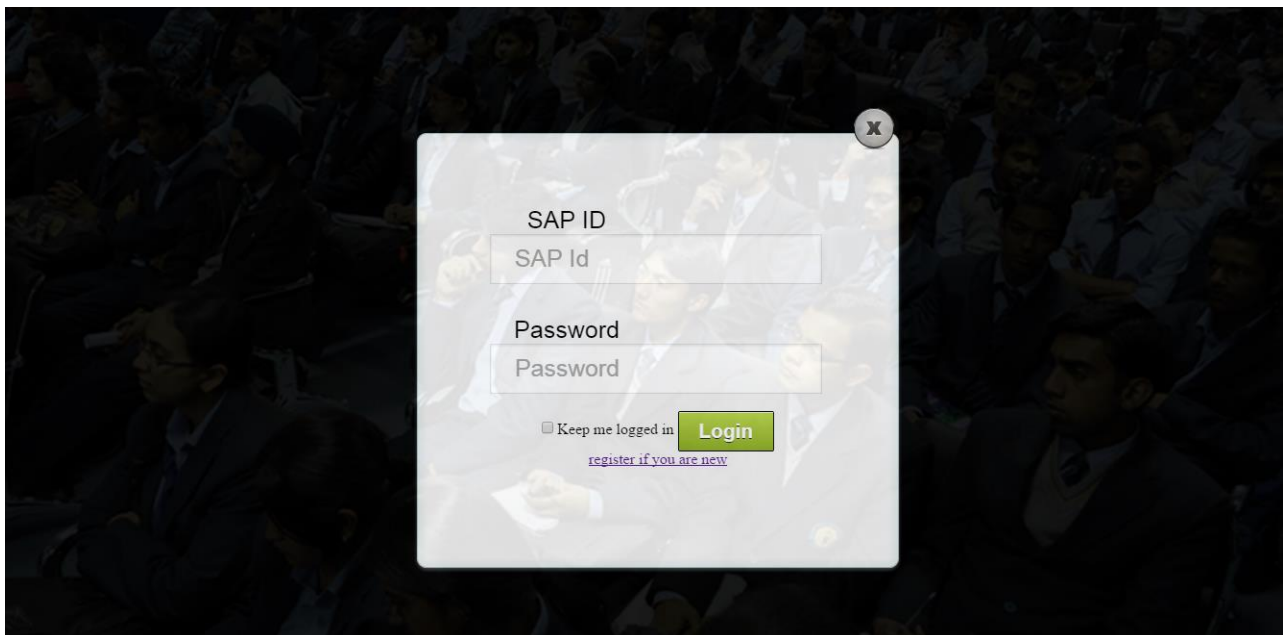 x
SAP ID
SAP Id
Password
Password
Keep me logged in Login
register if you are new